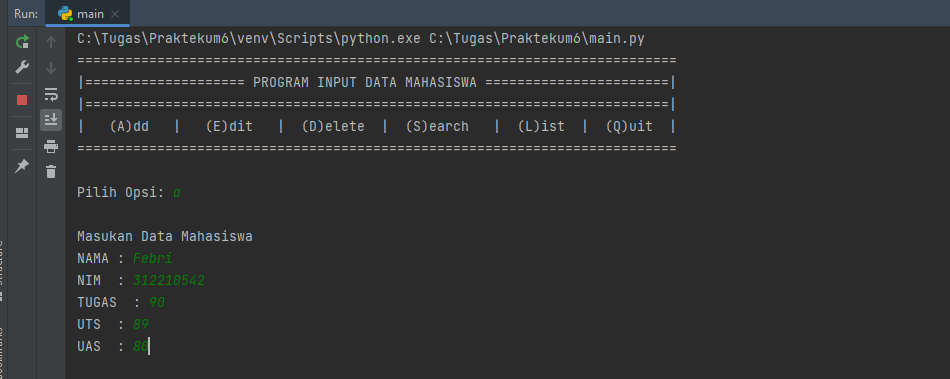 Run: main
C:\Tugas\Praktekum6\venv\Scripts\python.exe C:\Tugas\Praktekum6\main.py
===========================================================================
|==================== PROGRAM INPUT DATA MAHASISWA =======================|
|=========================================================================|
|   (A)dd   |   (E)dit   |  (D)elete  |  (S)earch   |  (L)ist  |  (Q)uit  |
===========================================================================
Pilih Opsi: a
Masukan Data Mahasiswa
NAMA : Febri
NIM  : 312210542
TUGAS  : 90
UTS  : 89
UAS  : 80